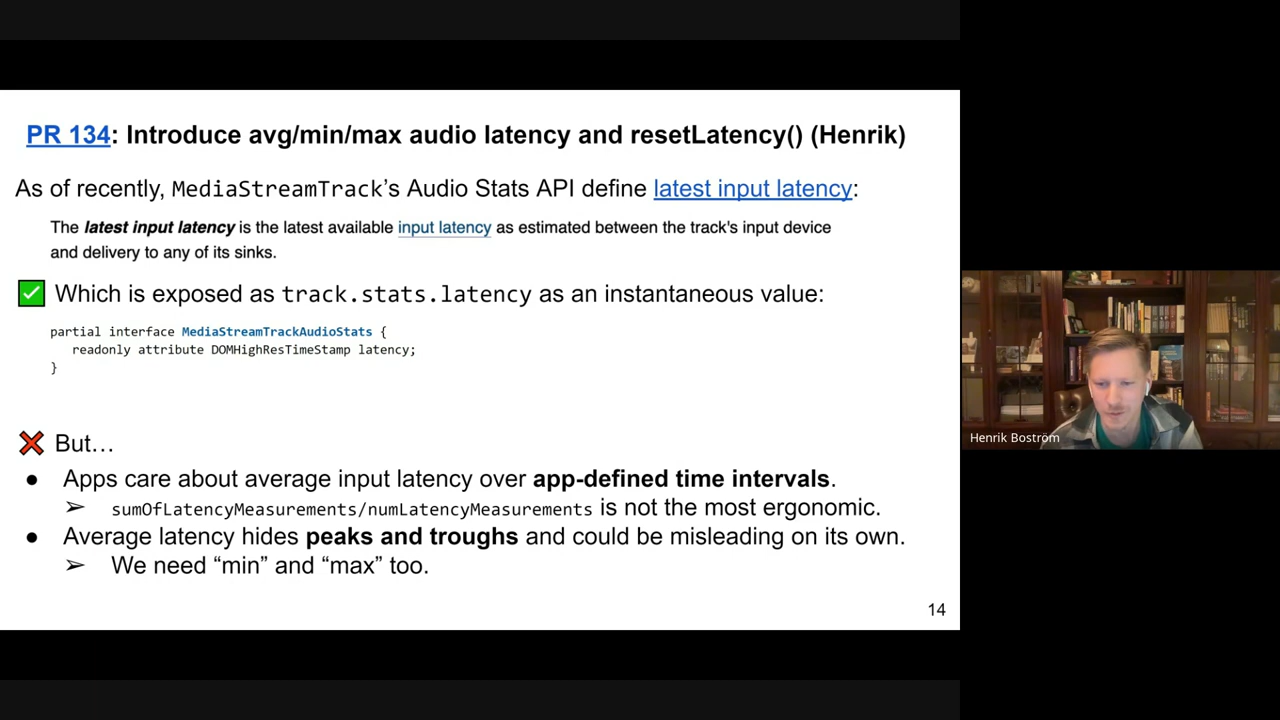 PR 134: Introduce avg/min/max audio latency and resetLatency() (Henrik)
As of recently, MediaStreamTrack's Audio Stats API define latest input latency:
The latest input latency is the latest available input latency as estimated between the track's input device
and delivery to any of its sinks.
✅ Which is exposed as track.stats.latency as an instantaneous value:
partial interface MediaStreamTrackAudioStats {
readonly attribute DOMHighResTimeStamp latency;
}
❌ But…
● Apps care about average input latency over app-defined time intervals.
➢ sumOfLatencyMeasurements/numLatencyMeasurements is not the most ergonomic.
● Average latency hides peaks and troughs and could be misleading on its own.
➢ We need “min” and “max” too.
14
Henrik Boström